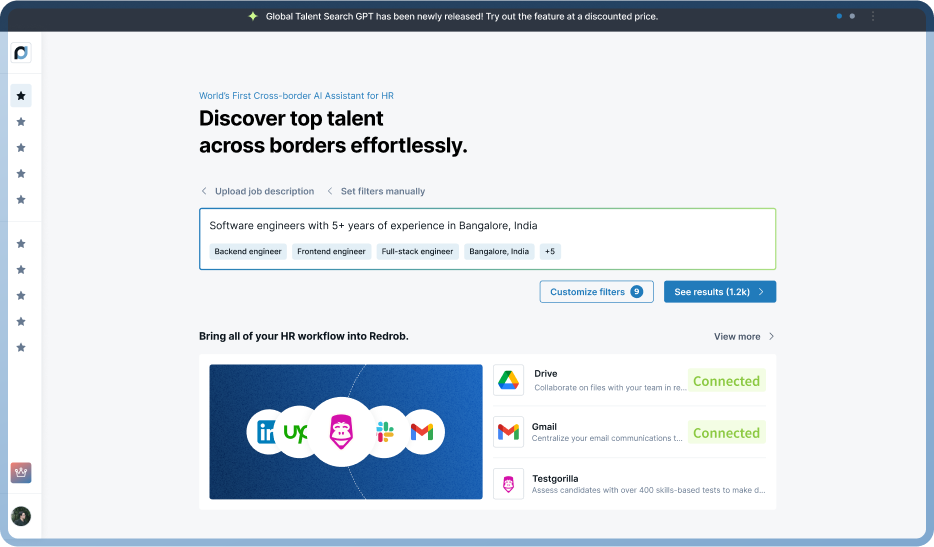 Global Talent Search GPT has been newly released! Try out the feature at a discounted price.
World's First Cross-border AI Assistant for HR
Discover top talent
across borders effortlessly.
Upload job description
Set filters manually
Software engineers with 5+ years of experience in Bangalore, India
Backend engineer
Frontend engineer
Full-stack engineer
Bangalore, India
+5
Customize filters 9
See results (1.2k)
Bring all of your HR workflow into Redrob.
View more
in
up
Drive
Collaborate on files with your team in re...
Connected
Gmail
Centralize your email communications t...
Connected
Testgorilla
Assess candidates with over 400 skills-based tests to make d...